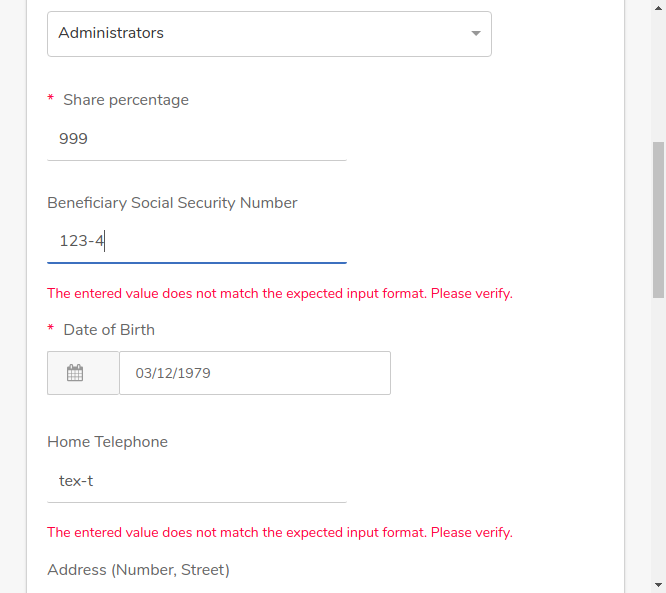 Administrators
* Share percentage
999
Beneficiary Social Security Number
123-4
The entered value does not match the expected input format. Please verify.
* Date of Birth
03/12/1979
Home Telephone
tex-t
The entered value does not match the expected input format. Please verify.
Address (Number, Street)